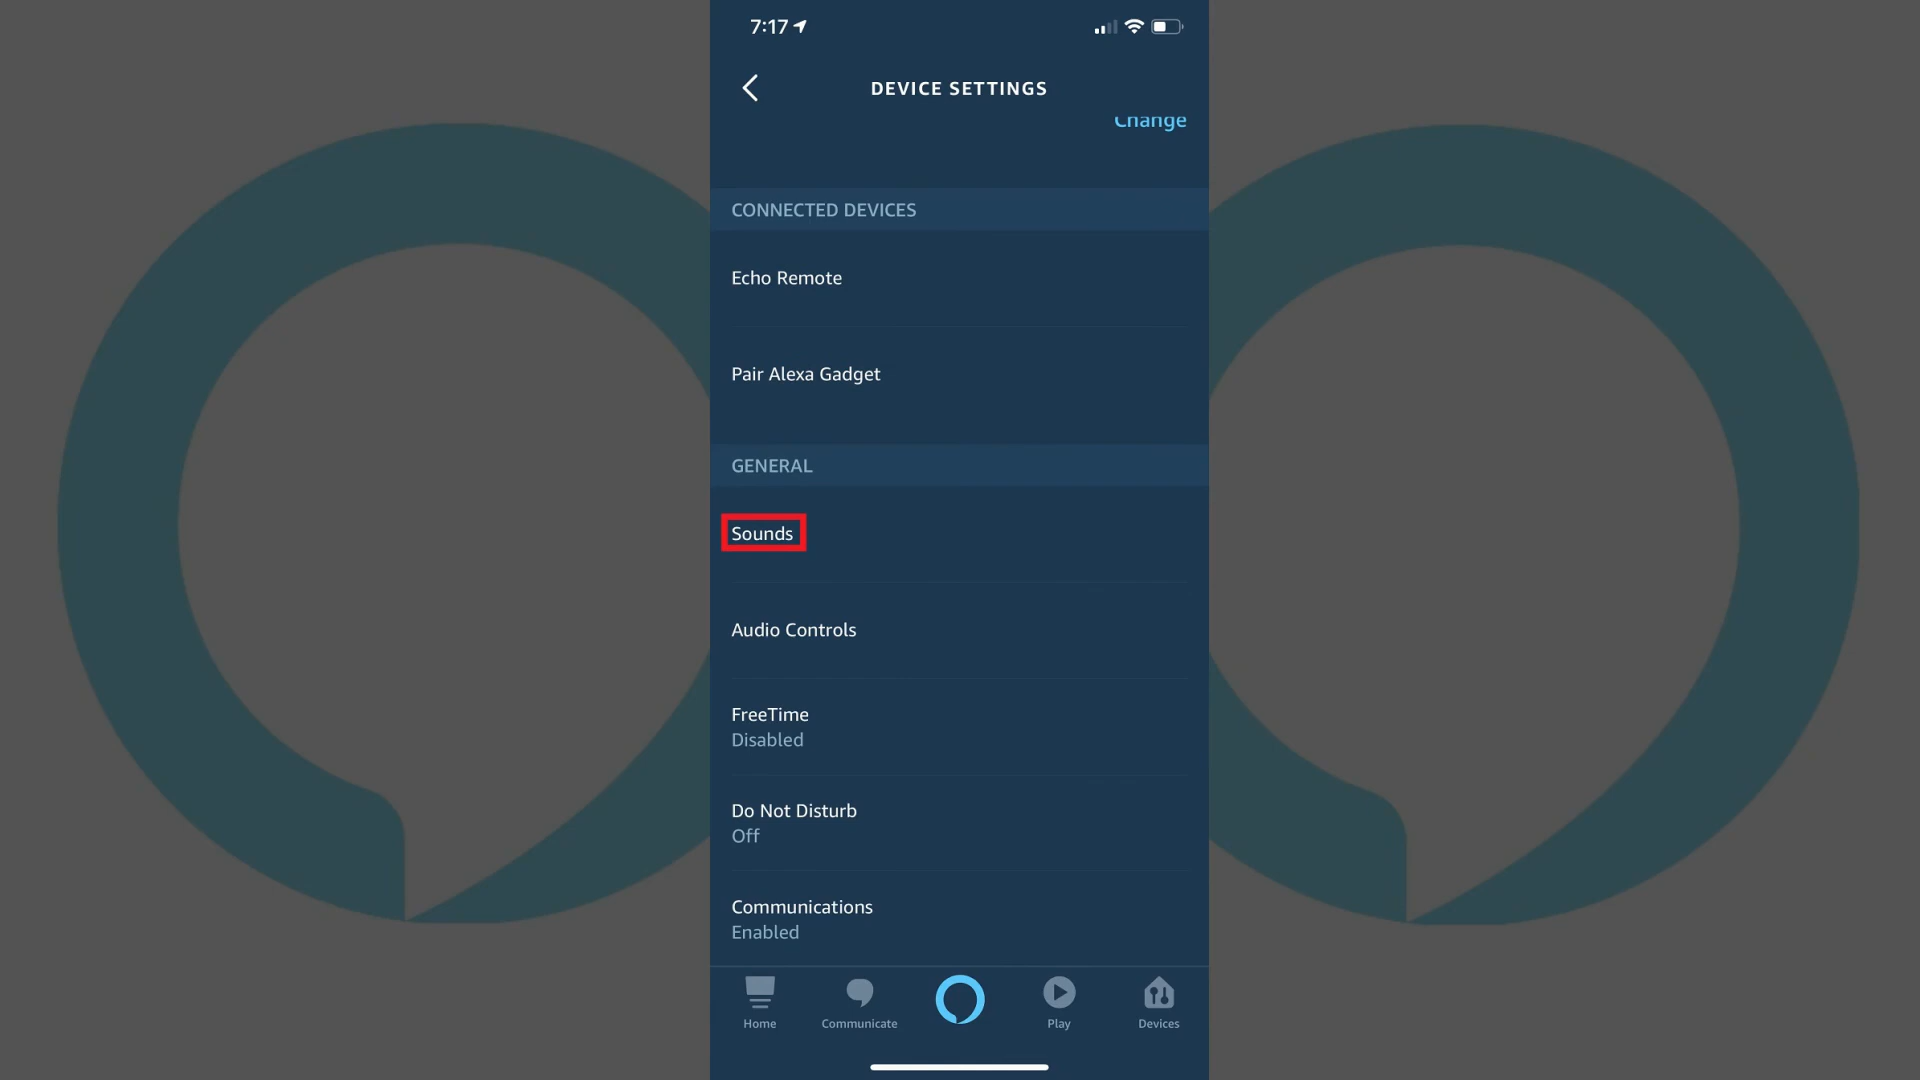 7:17
DEVICE SETTINGS
Change
CONNECTED DEVICES
Echo Remote
Pair Alexa Gadget
GENERAL
Sounds
Audio Controls
FreeTime
Disabled
Do Not Disturb
Off
Communications
Enabled
Home Communicate Play Devices